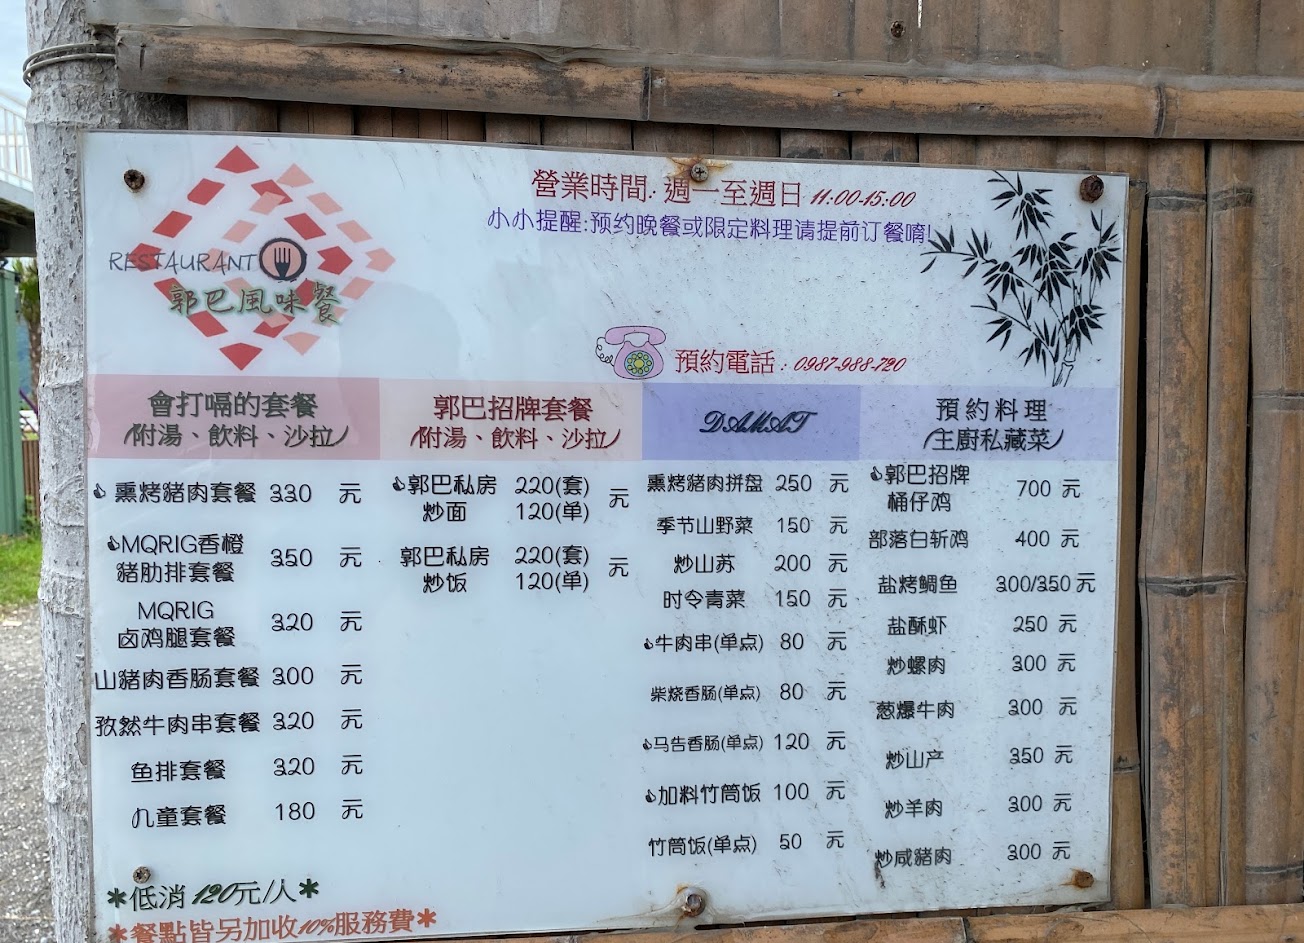 營業時間: 週一至週日 11:00-15:00
小小提醒:预约晚餐或限定料理请提前订餐唷!
RESTAURANT
郭巴風味餐
預約電話 : 0987-988-720
會打嗝的套餐
(附湯、飲料、沙拉)
熏烤豬肉套餐 330 元
MQRIG香橙
豬肋排套餐 350 元
MQRIG
卤鸡腿套餐 320 元
山豬肉香肠套餐 300 元
孜然牛肉串套餐 320 元
鱼排套餐 320 元
儿童套餐 180 元
郭巴招牌套餐
(附湯、飲料、沙拉)
郭巴私房 220(套) 元
炒面 120(单)
郭巴私房 220(套) 元
炒饭 120(单)
DAMAT
熏烤豬肉拼盘 250 元
季节山野菜 150 元
炒山苏 200 元
时令青菜 150 元
牛肉串(单点) 80 元
柴烧香肠(单点) 80 元
马告香肠(单点) 120 元
加料竹筒饭 100 元
竹筒饭(单点) 50 元
預約料理
(主廚私藏菜)
郭巴招牌
桶仔鸡 700 元
部落白斩鸡 400 元
盐烤鲷鱼 300/350 元
盐酥虾 250 元
炒螺肉 300 元
葱爆牛肉 300 元
炒山产 350 元
炒羊肉 300 元
炒咸豬肉 300 元
*低消 120元/人*
*餐點皆另加收10%服務費*